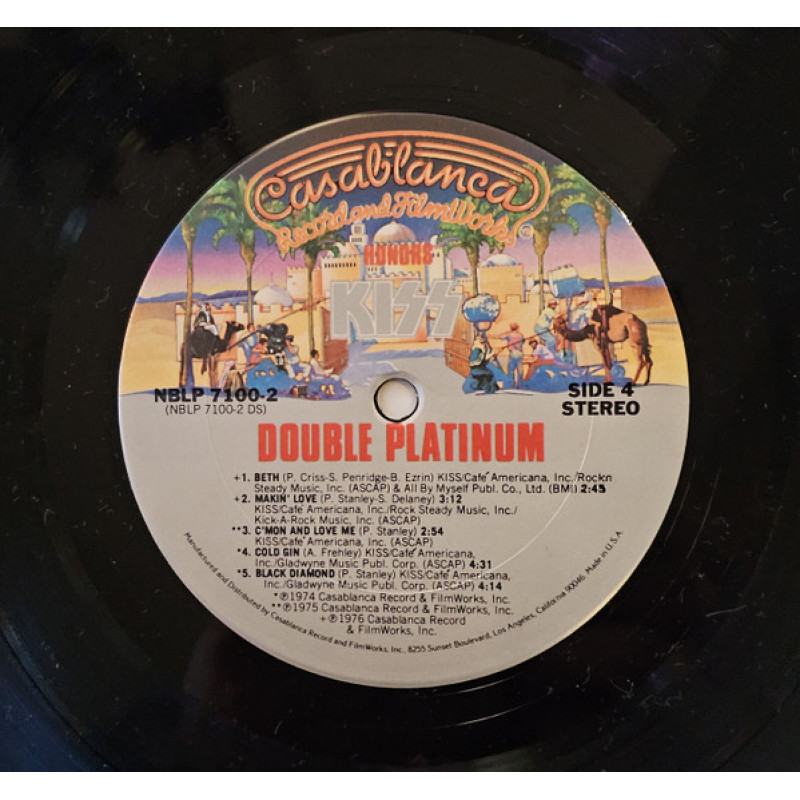 Casablanca
Record and FilmWorks
HONORS
KISS
NBLP 7100-2
(NBLP 7100-2 DS)
SIDE 4
STEREO
DOUBLE PLATINUM
+1. BETH (P. Criss-S. Penridge-B. Ezrin) KISS/Café Americana, Inc./Rockn
Steady Music, Inc. (ASCAP) & All By Myself Publ. Co., Ltd. (BMI) 2:45
+2. MAKIN' LOVE (P. Stanley-S. Delaney) 3:12
KISS/Café Americana, Inc./Rock Steady Music, Inc./
Kick-A-Rock Music, Inc. (ASCAP)
**3. C'MON AND LOVE ME (P. Stanley) 2:54
KISS/Café Americana, Inc. (ASCAP)
*4. COLD GIN (A. Frehley) KISS/Café Americana,
Inc./Gladwyne Music Publ. Corp. (ASCAP) 4:31
*5. BLACK DIAMOND (P. Stanley) KISS/Café Americana,
Inc./Gladwyne Music Publ. Corp. (ASCAP) 4:14
*℗1974 Casablanca Record & FilmWorks, Inc.
**℗1975 Casablanca Record & FilmWorks, Inc.
+℗1976 Casablanca Record
& FilmWorks, Inc.
Manufactured and Distributed by Casablanca Record and FilmWorks, Inc., 8255 Sunset Boulevard, Los Angeles, California 90046. Made in U.S.A.